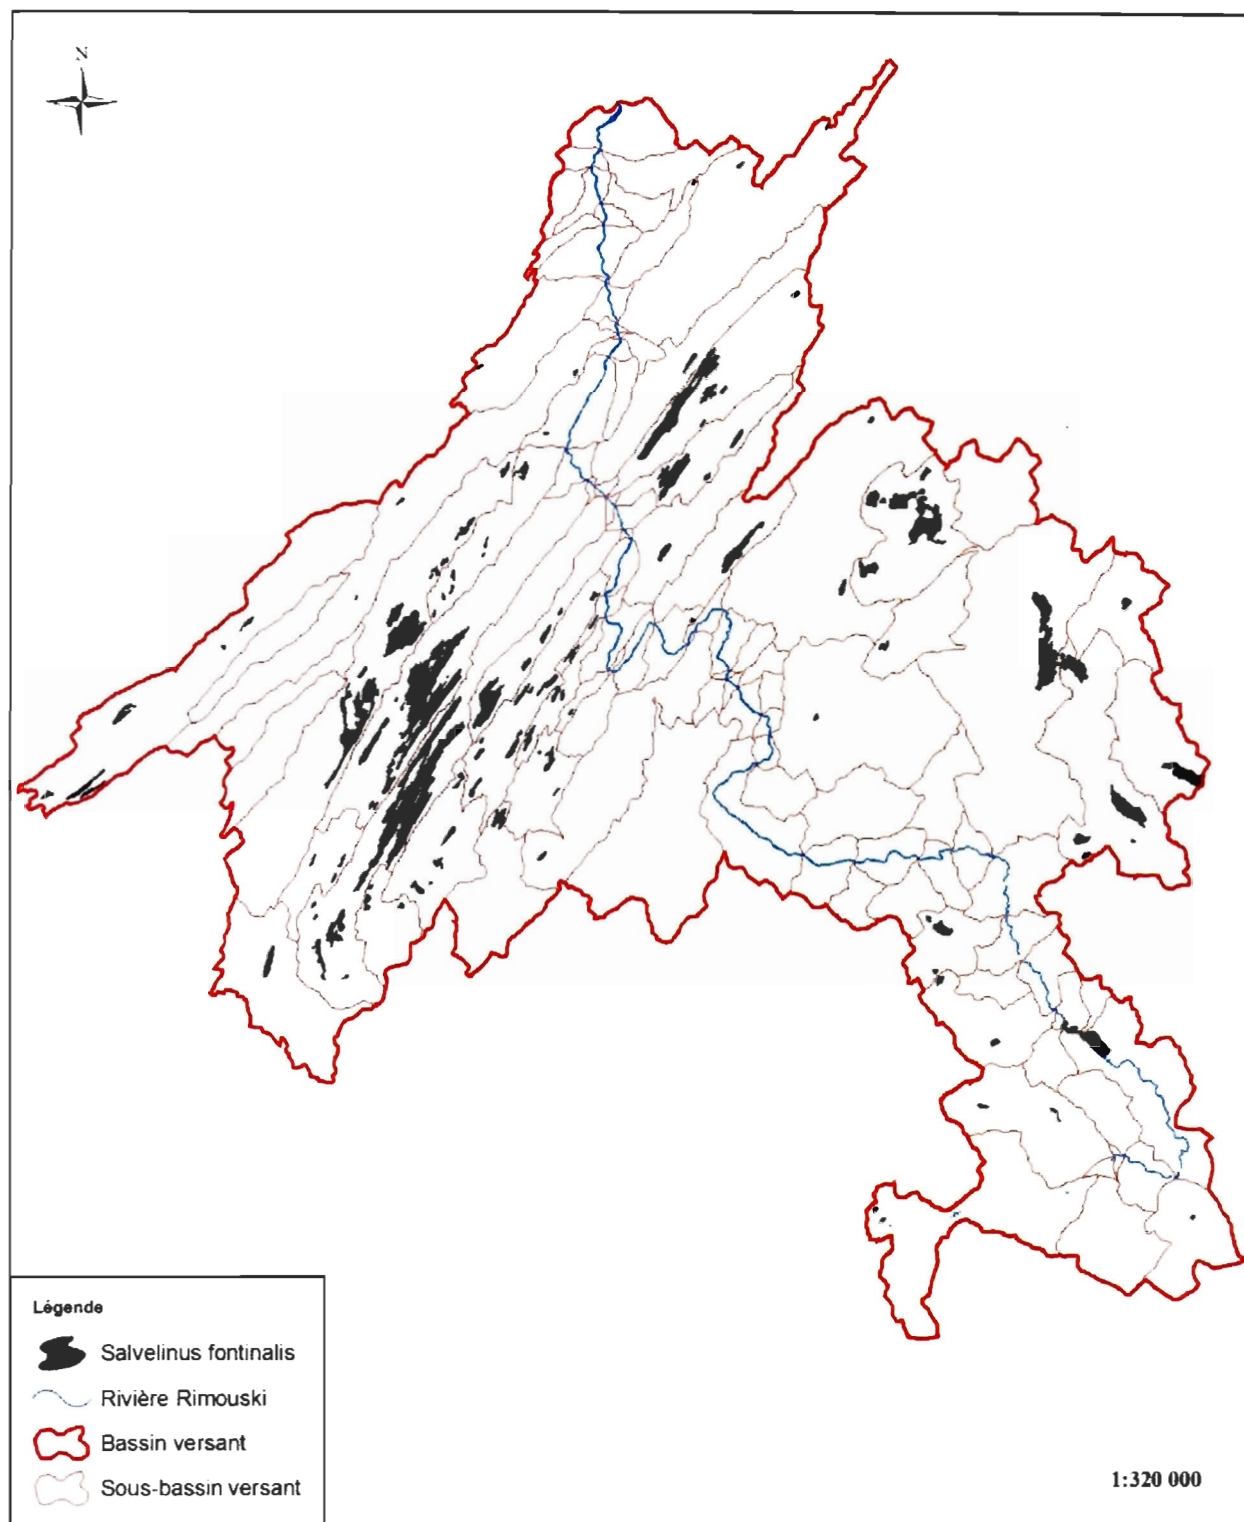 N
Légende
Salvelinus fontinalis
Rivière Rimouski
Bassin versant
Sous-bassin versant
1:320 000